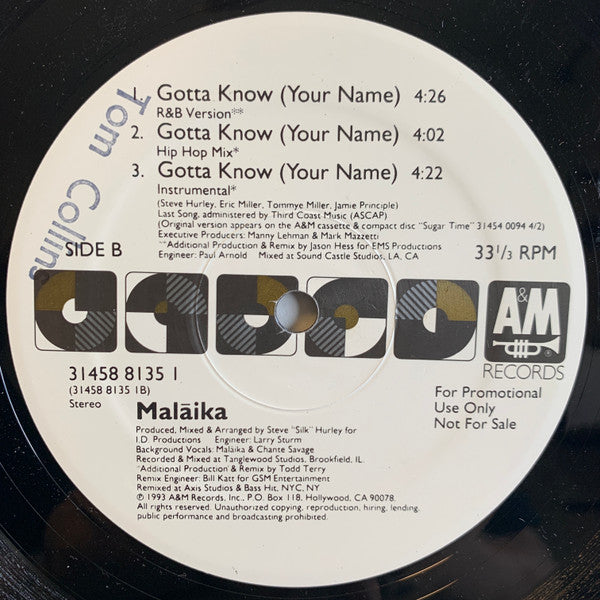 1. Gotta Know (Your Name) 4:26
R&B Version**
2. Gotta Know (Your Name) 4:02
Hip Hop Mix*
3. Gotta Know (Your Name) 4:22
Instrumental*
(Steve Hurley, Eric Miller, Tommye Miller, Jamie Principle)
Last Song, administered by Third Coast Music (ASCAP)
(Original version appears on the A&M cassette & compact disc "Sugar Time" 31454 0094 4/2)
Executive Producers: Manny Lehman & Mark Mazzetti
**Additional Production & Remix by Jason Hess for EMS Productions
Engineer: Paul Arnold Mixed at Sound Castle Studios, LA, CA
SIDE B
33 1/3 RPM
Tom Collins
A&M
RECORDS
31458 8135 1
(31458 8135 1B)
Stereo
For Promotional
Use Only
Not For Sale
Malāika
Produced, Mixed & Arranged by Steve "Silk" Hurley for
I.D. Productions Engineer: Larry Sturm
Background Vocals: Malāika & Chante Savage
Recorded & Mixed at Tanglewood Studios, Brookfield, IL.
*Additional Production & Remix by Todd Terry
Remix Engineer: Bill Katt for GSM Entertainment
Remixed at Axis Studios & Bass Hit, NYC, NY
© 1993 A&M Records, Inc., P.O. Box 118, Hollywood, CA 90078.
All rights reserved. Unauthorized copying, reproduction, hiring, lending,
public performance and broadcasting prohibited.